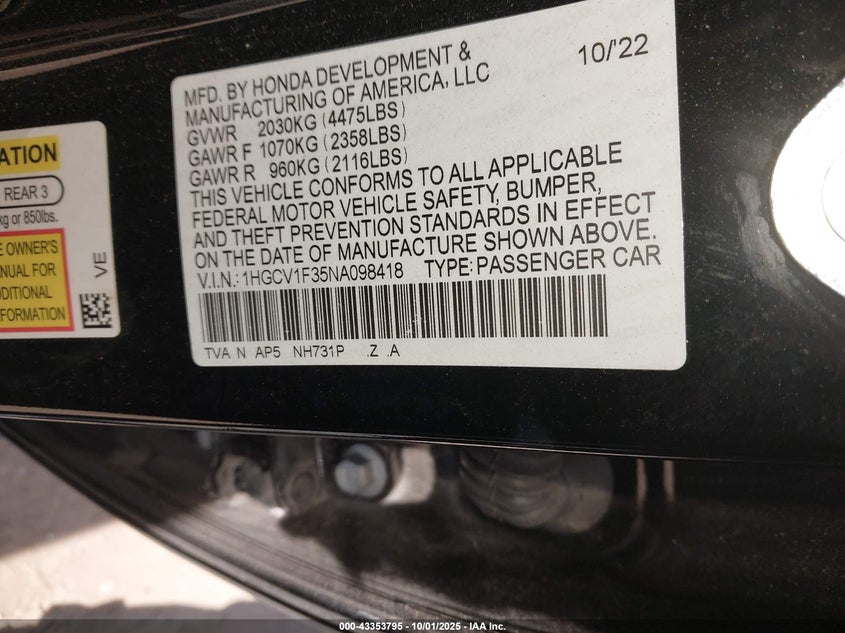 MFD. BY HONDA DEVELOPMENT &
MANUFACTURING OF AMERICA, LLC
10/'22
GVWR 2030KG (4475LBS)
GAWR F 1070KG (2358LBS)
GAWR R 960KG (2116LBS)
THIS VEHICLE CONFORMS TO ALL APPLICABLE
FEDERAL MOTOR VEHICLE SAFETY, BUMPER,
AND THEFT PREVENTION STANDARDS IN EFFECT
ON THE DATE OF MANUFACTURE SHOWN ABOVE.
V.I.N.: 1HGCV1F35NA098418 TYPE: PASSENGER CAR
TVA N AP5 NH731P .Z .A
ATION
REAR 3
kg or 850lbs.
OWNER'S
FOR
VE
000-43353795 - 10/01/2025 - IAA Inc.